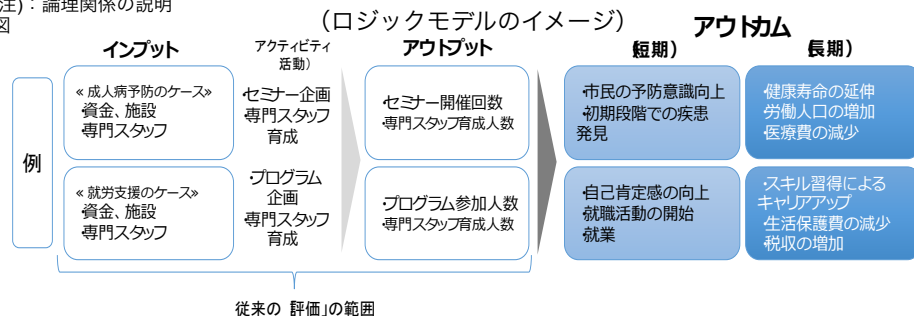 注)：論理関係の説明
図
(ロジックモデルのイメージ)
インプット
アクティビティ
活動)
アウトプット
アウトカム
短期)
長期)
例
«成人病予防のケース»
・資金、施設
・専門スタッフ
・セミナー企画
・専門スタッフ
育成
・セミナー開催回数
・専門スタッフ育成人数
・市民の予防意識向上
・初期段階での疾患
発見
・健康寿命の延伸
・労働人口の増加
・医療費の減少
«就労支援のケース»
・資金、施設
・専門スタッフ
・プログラム
企画
・専門スタッフ
育成
・プログラム参加人数
・専門スタッフ育成人数
・自己肯定感の向上
・就職活動の開始
・就業
・スキル習得による
キャリアアップ
・生活保護費の減少
・税収の増加
従来の「評価」の範囲